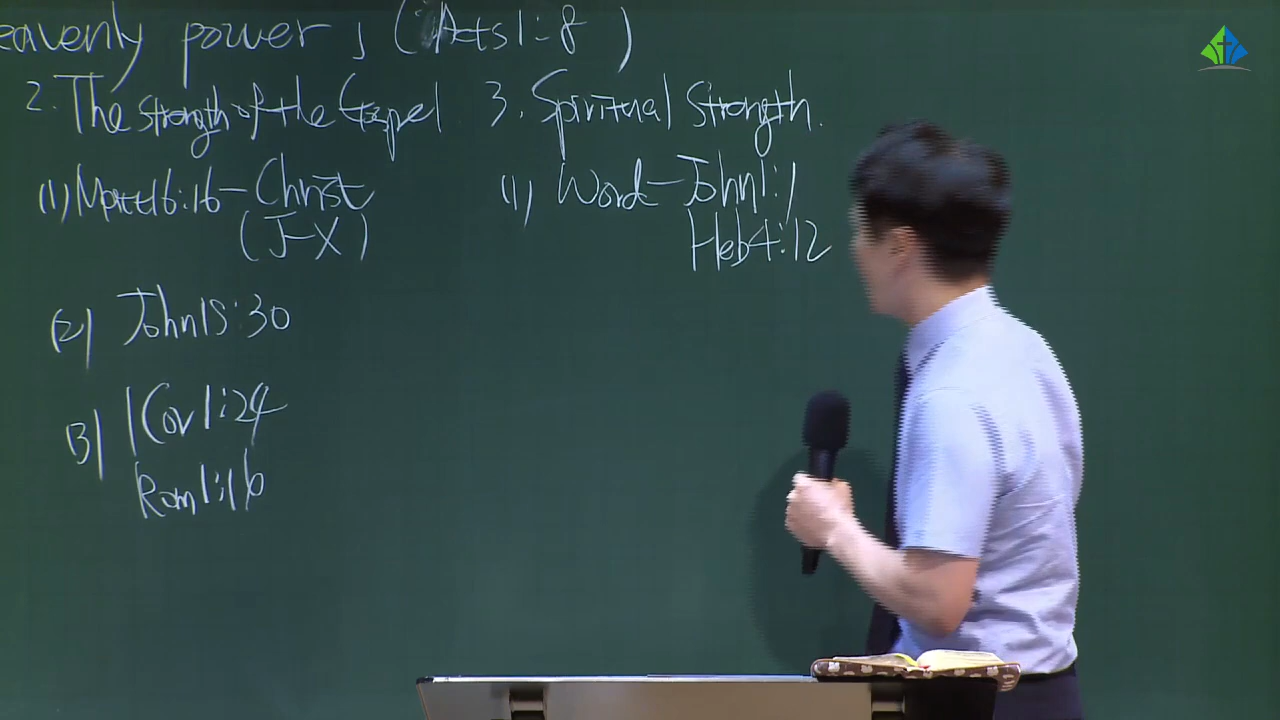 eavenly power 」 (Acts1:8)
2. The strength of the Gospel
(1) Matt16:16 - Christ
(J-X)
(2) John19:30
(3) 1Cor1:24
Rom1:16
3. Spiritual Strength.
(1) Word - John1:1
Heb4:12